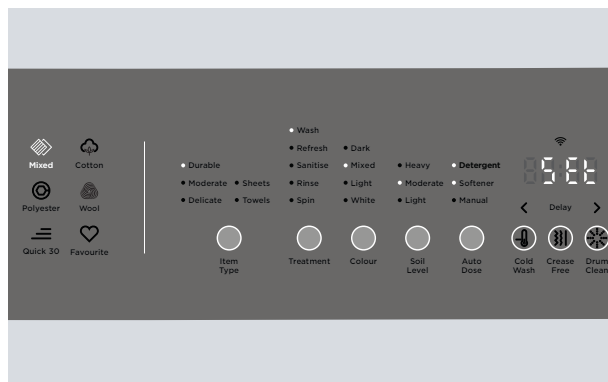 Mixed
Cotton
Polyester
Wool
Quick 30
Favourite
Durable
Moderate
Sheets
Delicate
Towels
Item
Type
Wash
Refresh
Sanitise
Rinse
Spin
Treatment
Dark
Mixed
Light
White
Colour
Heavy
Moderate
Light
Soil
Level
Detergent
Softener
Manual
Auto
Dose
SEt
Delay
Cold
Wash
Crease
Free
Drum
Clean